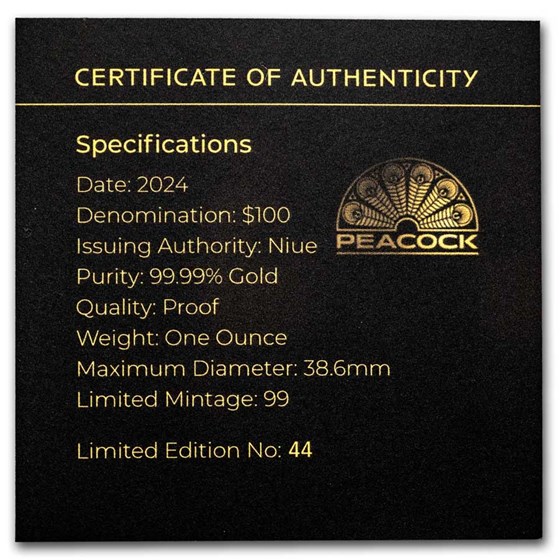 CERTIFICATE OF AUTHENTICITY
Specifications
Date: 2024
Denomination: $100
Issuing Authority: Niue
Purity: 99.99% Gold
Quality: Proof
Weight: One Ounce
Maximum Diameter: 38.6mm
Limited Mintage: 99
Limited Edition No: 44
PEACOCK